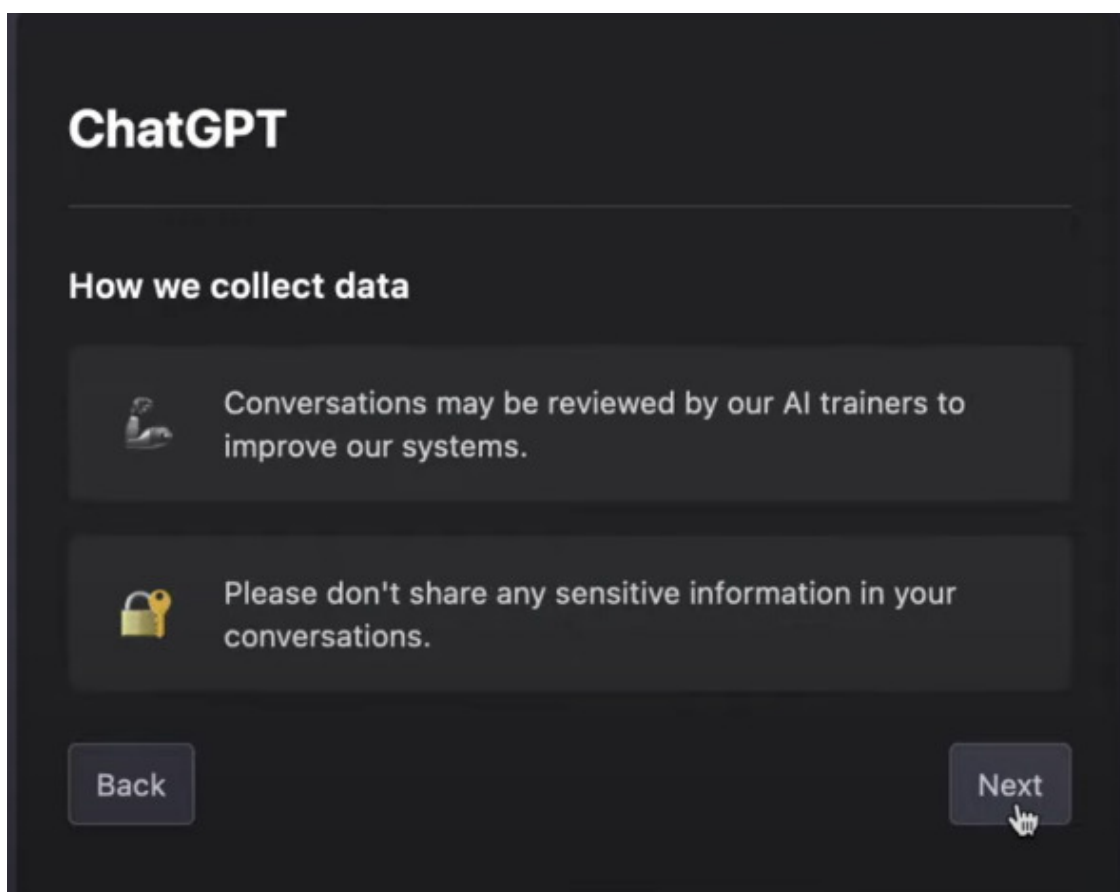 ChatGPT
How we collect data
Conversations may be reviewed by our AI trainers to
improve our systems.
Please don't share any sensitive information in your
conversations.
Back
Next